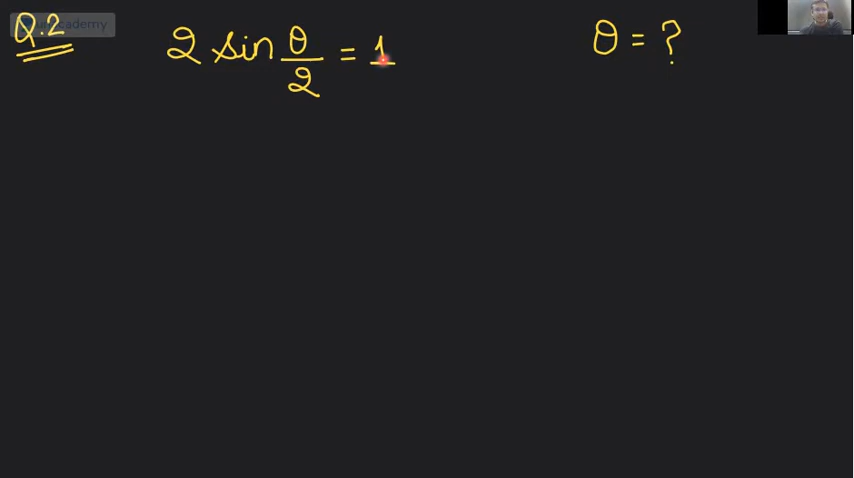 Q.2
2 sin θ/2 = 1
θ = ?